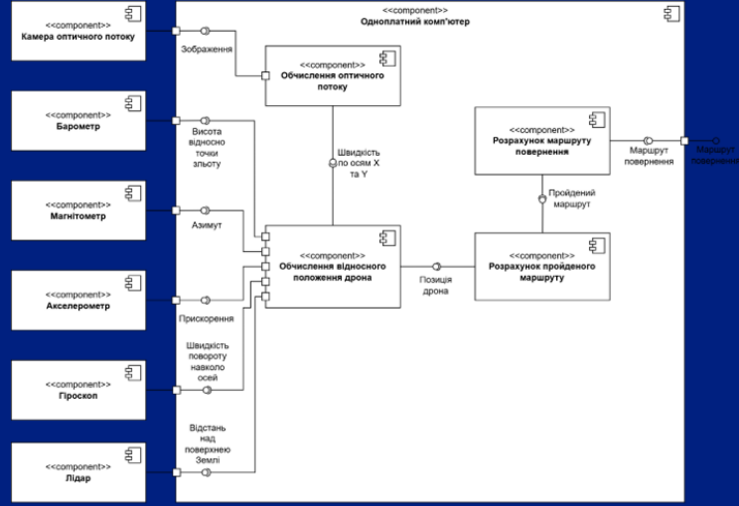 <<component>>
Камера оптичного потоку
<<component>>
Барометр
<<component>>
Магнітометр
<<component>>
Акселерометр
<<component>>
Гіроскоп
<<component>>
Лідар
<<component>>
Одноплатний комп'ютер
Зображення
<<component>>
Обчислення оптичного
потоку
Висота
відносно
точки
зльоту
Швидкість
по осям X
та Y
Азимут
<<component>>
Обчислення відносного
положення дрона
Прискорення
Швидкість
повороту
навколо
осей
Відстань
над
поверхнею
Землі
Позиція
дрона
<<component>>
Розрахунок маршруту
повернення
Пройдений
маршрут
<<component>>
Розрахунок пройденого
маршруту
Маршрут
повернення
Маршрут
повернення